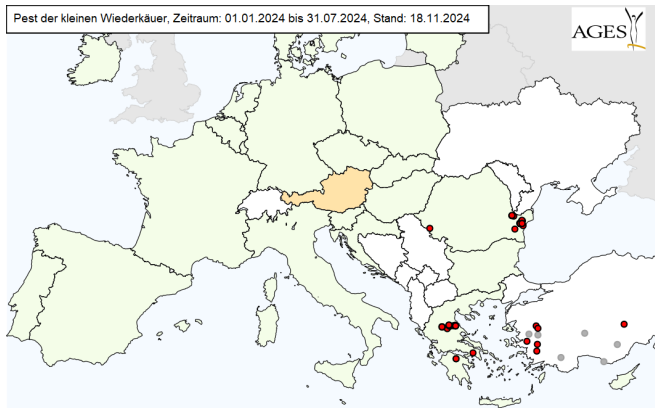 Pest der kleinen Wiederkäuer, Zeitraum: 01.01.2024 bis 31.07.2024, Stand: 18.11.2024
AGES